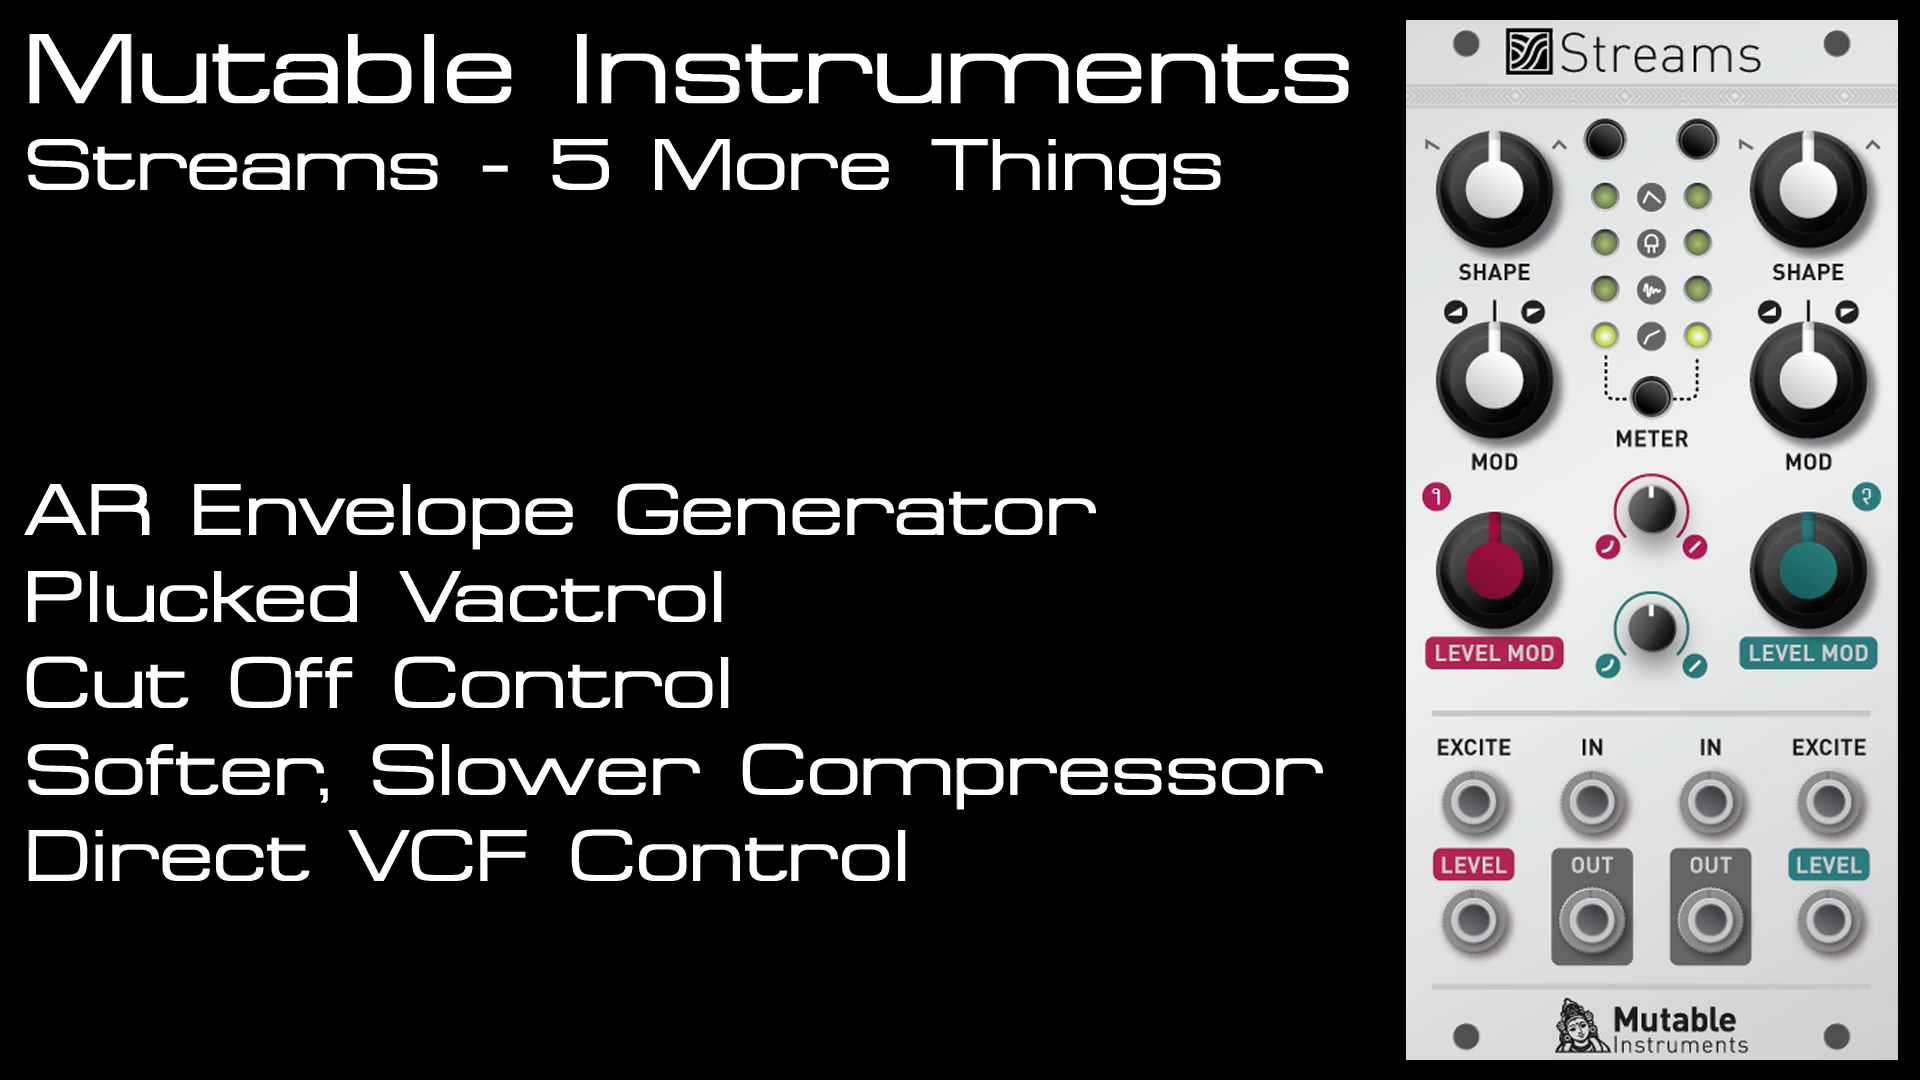 Mutable Instruments
Streams - 5 More Things
AR Envelope Generator
Plucked Vactrol
Cut Off Control
Softer, Slower Compressor
Direct VCF Control
Streams
SHAPE SHAPE
METER
MOD MOD
१ २
LEVEL MOD LEVEL MOD
EXCITE IN IN EXCITE
LEVEL OUT OUT LEVEL
Mutable
Instruments